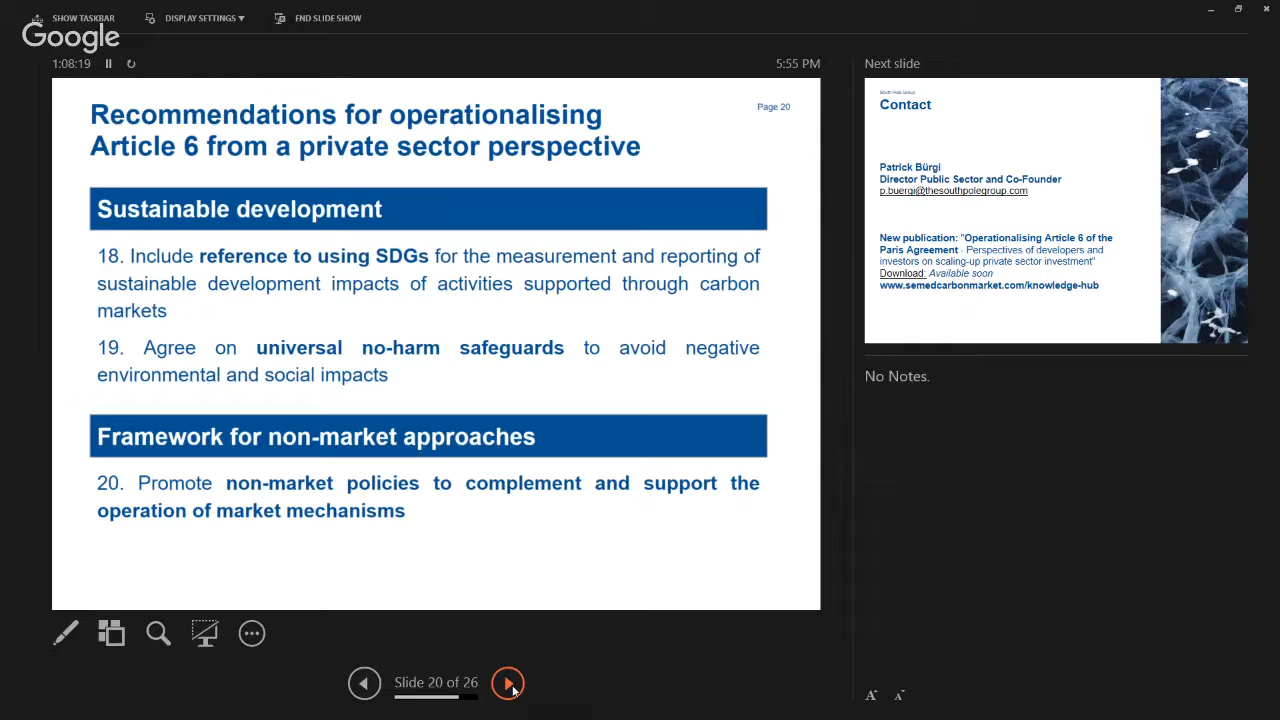 SHOW TASKBAR
DISPLAY SETTINGS
END SLIDE SHOW
Google
1:08:19
5:55 PM
Recommendations for operationalising
Article 6 from a private sector perspective
Page 20
Sustainable development
18. Include reference to using SDGs for the measurement and reporting of
sustainable development impacts of activities supported through carbon
markets
19. Agree on universal no-harm safeguards to avoid negative
environmental and social impacts
Framework for non-market approaches
20. Promote non-market policies to complement and support the
operation of market mechanisms
Slide 20 of 26
Next slide
South Pole Group
Contact
Patrick Bürgi
Director Public Sector and Co-Founder
p.buergi@thesouthpolegroup.com
New publication: "Operationalising Article 6 of the
Paris Agreement - Perspectives of developers and
investors on scaling-up private sector investment"
Download: Available soon
www.semedcarbonmarket.com/knowledge-hub
No Notes.
A A